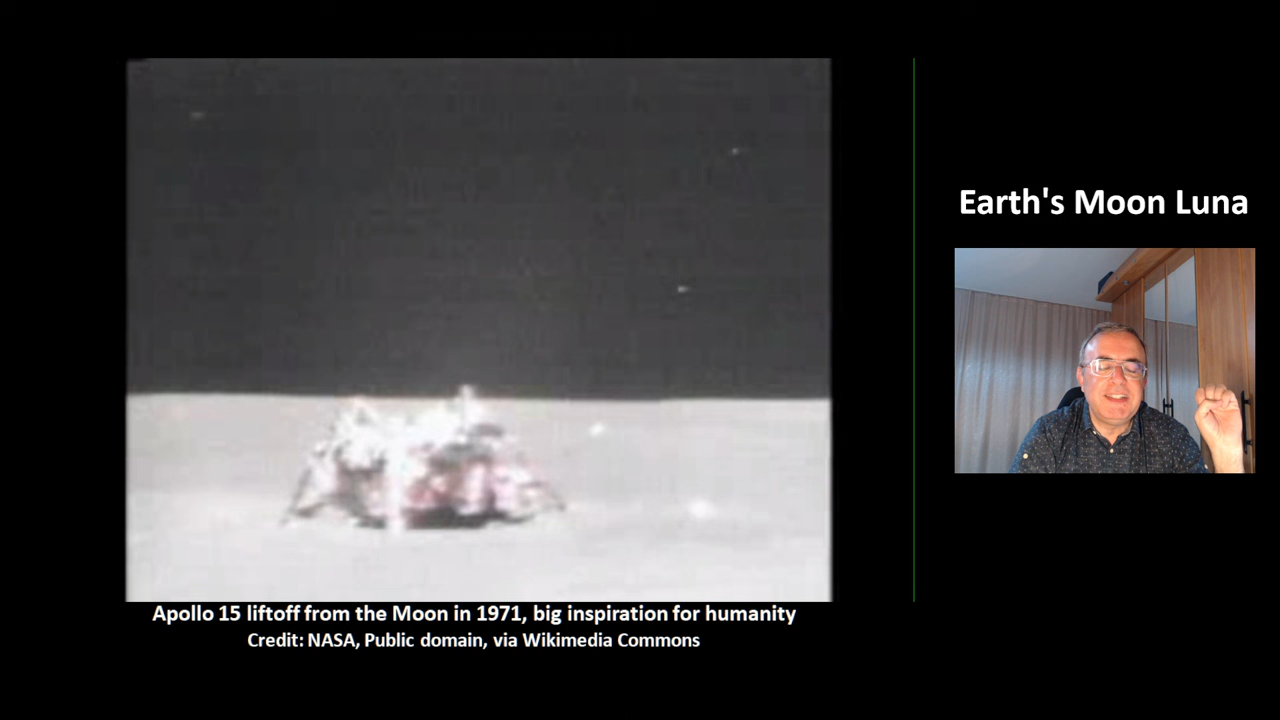 Earth's Moon Luna
Apollo 15 liftoff from the Moon in 1971, big inspiration for humanity
Credit: NASA, Public domain, via Wikimedia Commons